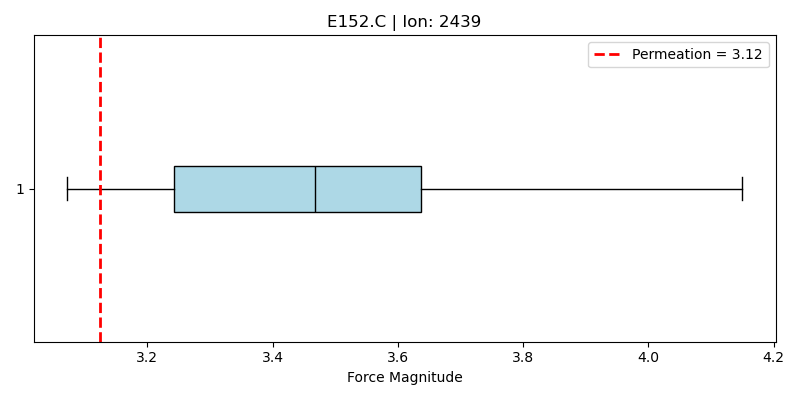 E152.C | Ion: 2439
Permeation = 3.12
1
3.2 3.4 3.6 3.8 4.0 4.2
Force Magnitude